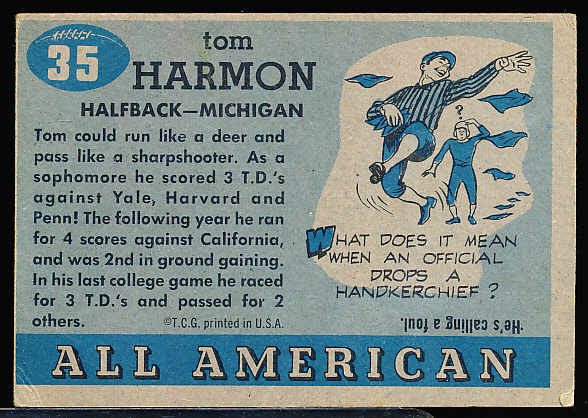 35
tom
HARMON
HALFBACK—MICHIGAN
Tom could run like a deer and
pass like a sharpshooter. As a
sophomore he scored 3 T.D.'s
against Yale, Harvard and
Penn! The following year he ran
for 4 scores against California,
and was 2nd in ground gaining.
In his last college game he raced
for 3 T.D.'s and passed for 2
others.
©T.C.G. printed in U.S.A.
?
WHAT DOES IT MEAN
WHEN AN OFFICIAL
DROPS A
HANDKERCHIEF?
He's calling a foul.
ALL AMERICAN